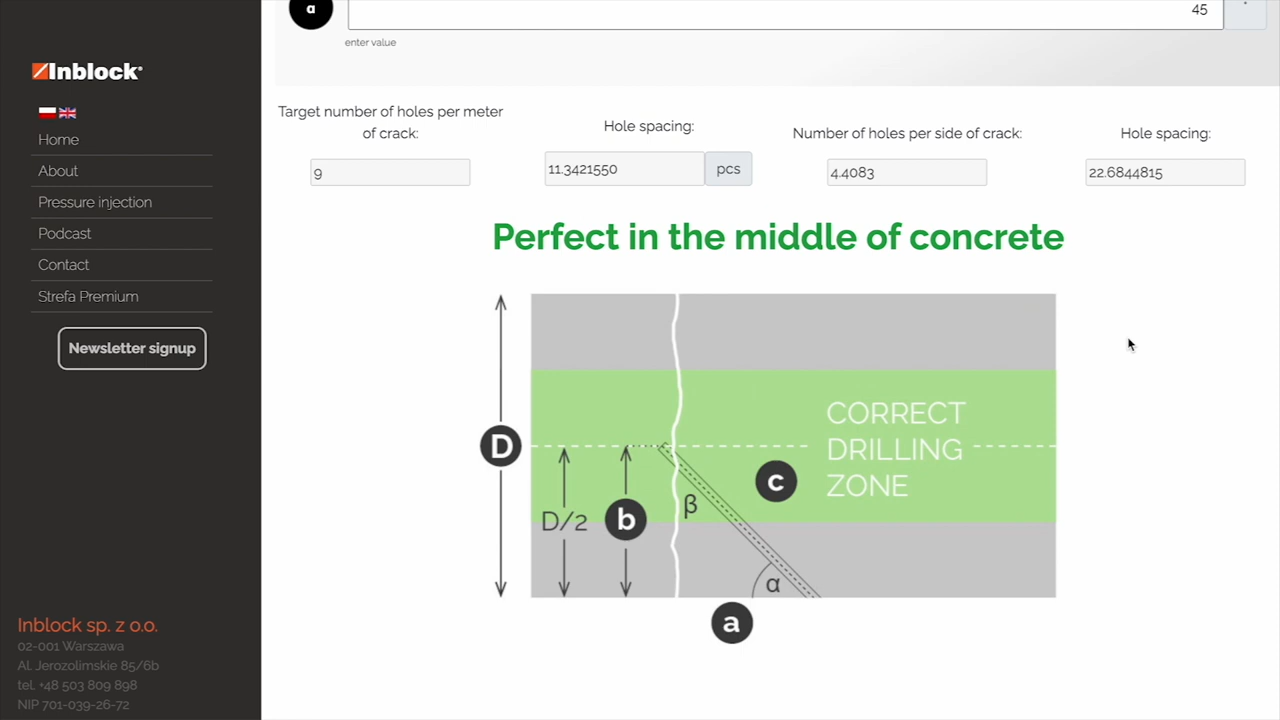 α
45
°
enter value
Inblock®
Home
About
Pressure injection
Podcast
Contact
Strefa Premium
Newsletter signup
Inblock sp. z o.o.
02-001 Warszawa
Al. Jerozolimskie 85/6b
tel. +48 503 809 898
NIP 701-039-26-72
Target number of holes per meter
of crack:
9
Hole spacing:
11.3421550
pcs
Number of holes per side of crack:
4.4083
Hole spacing:
22.6844815
Perfect in the middle of concrete
D
D/2
b
β
c
α
a
CORRECT
DRILLING
ZONE